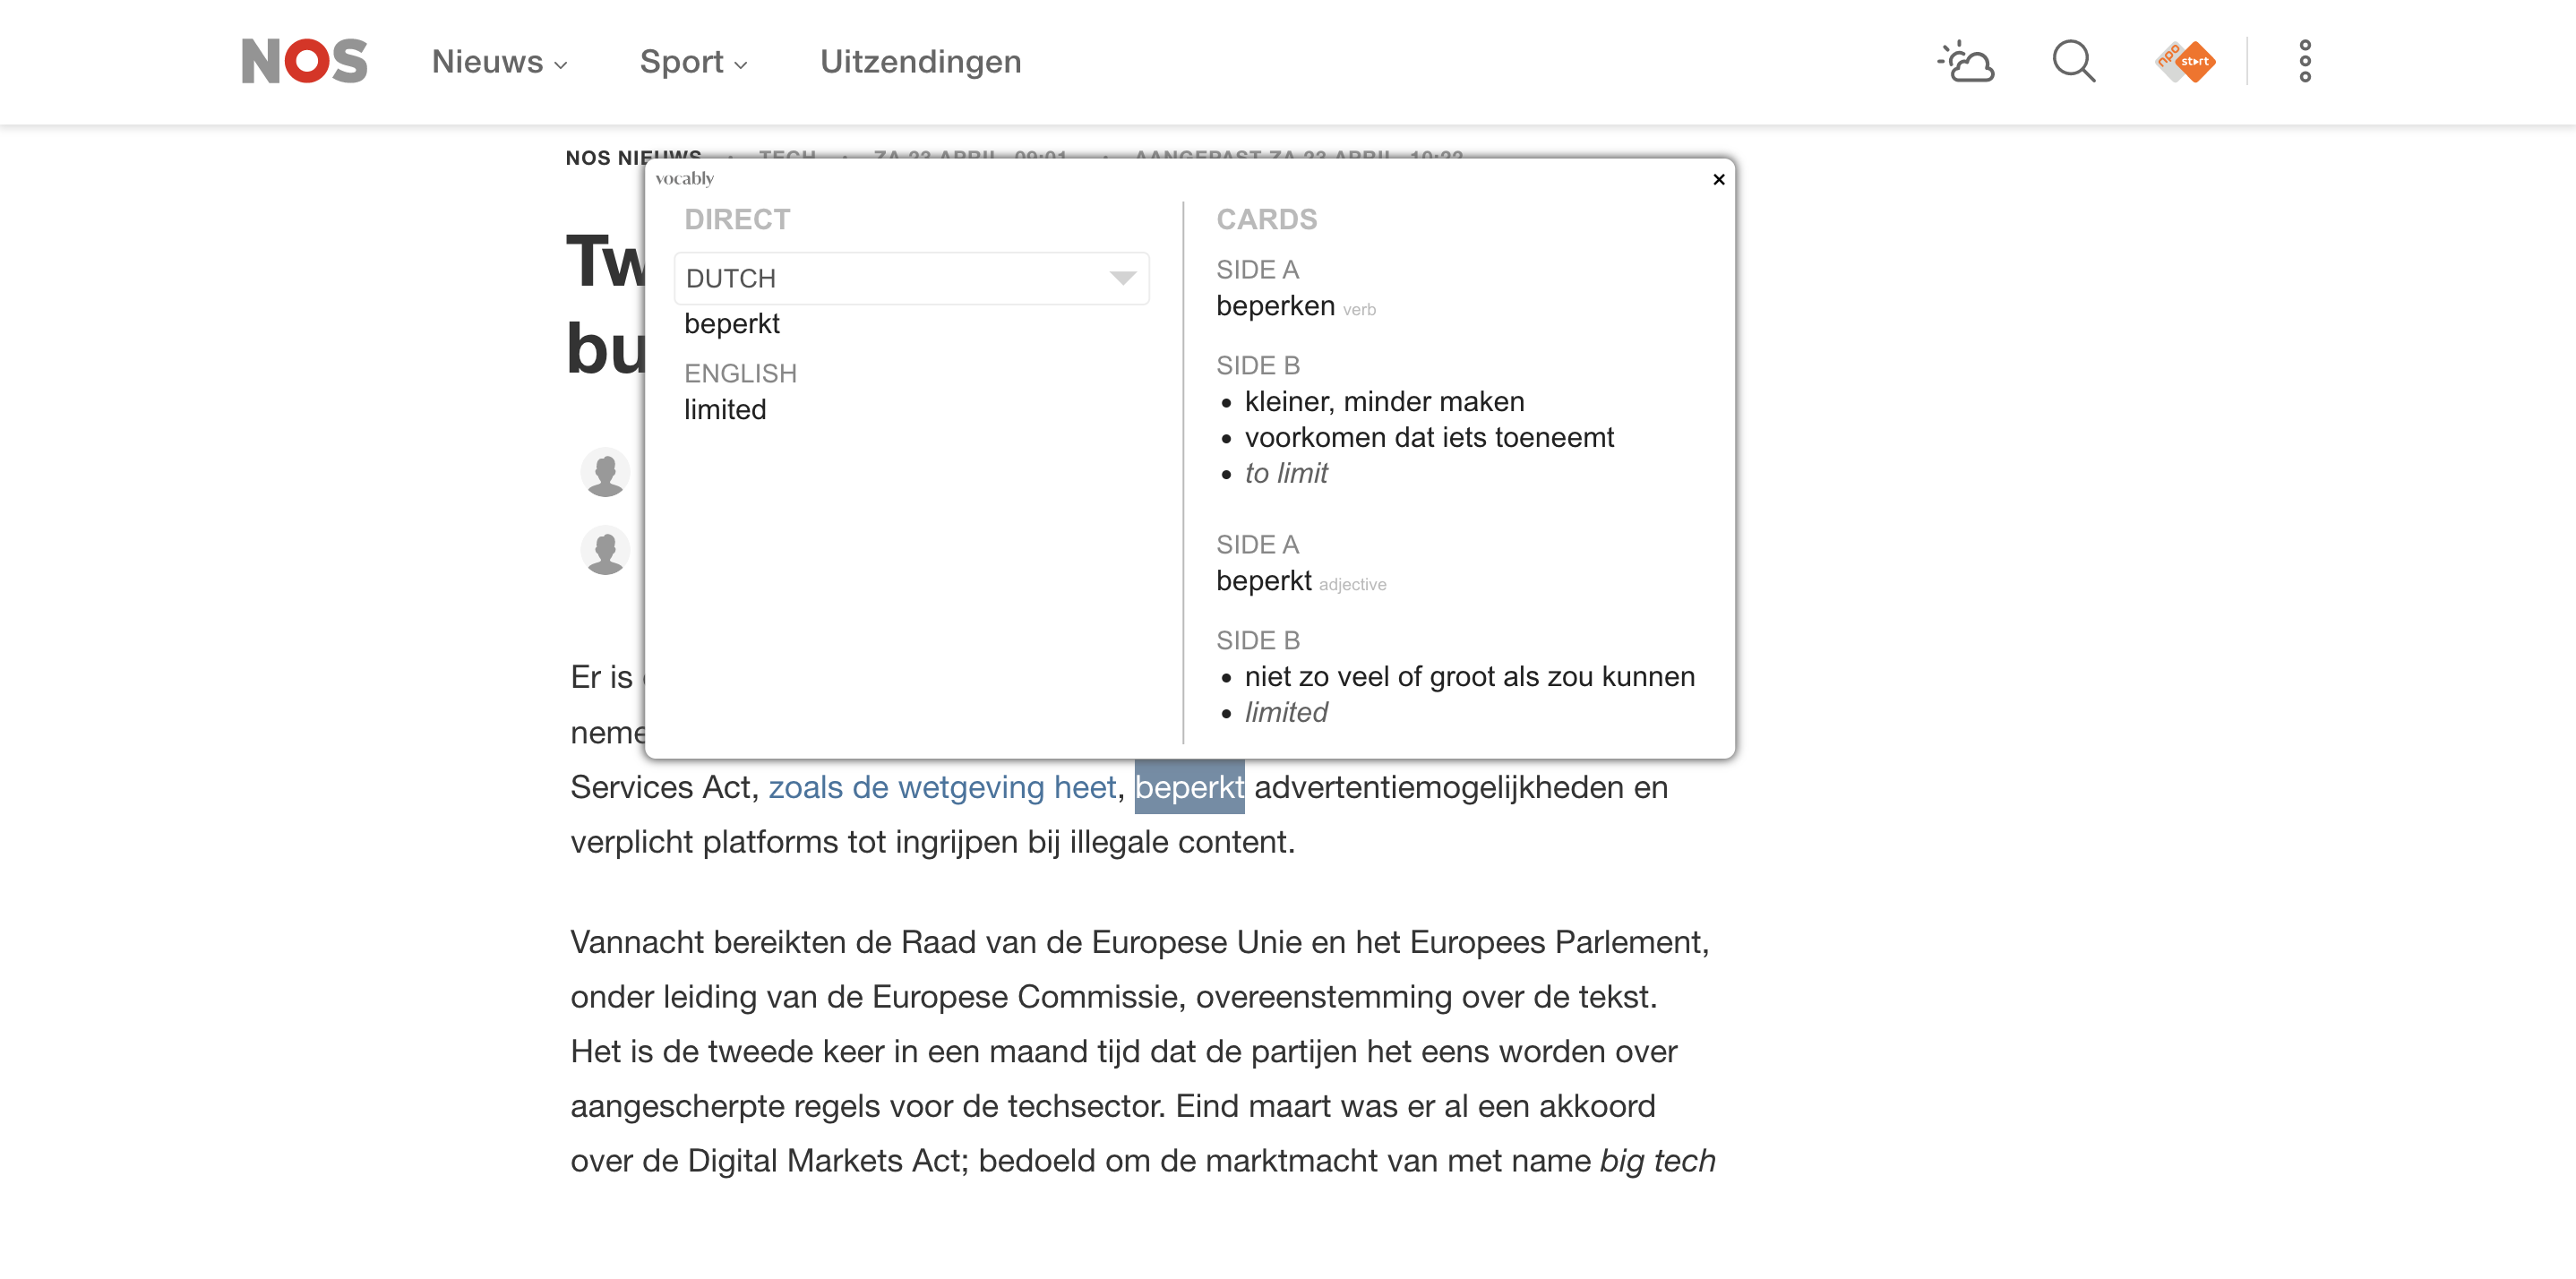 NOS
Nieuws
Sport
Uitzendingen
npo start
NOS NIEUWS · TECH · ZA 23 APRIL, 09:01 · AANGEPAST ZA 23 APRIL, 10:22
vocably
×
DIRECT
DUTCH
beperkt
ENGLISH
limited
CARDS
SIDE A
beperken verb
SIDE B
• kleiner, minder maken
• voorkomen dat iets toeneemt
• to limit
SIDE A
beperkt adjective
SIDE B
• niet zo veel of groot als zou kunnen
• limited
Tw
bu
Er is
neme
Services Act, zoals de wetgeving heet, beperkt advertentiemogelijkheden en
verplicht platforms tot ingrijpen bij illegale content.
Vannacht bereikten de Raad van de Europese Unie en het Europees Parlement,
onder leiding van de Europese Commissie, overeenstemming over de tekst.
Het is de tweede keer in een maand tijd dat de partijen het eens worden over
aangescherpte regels voor de techsector. Eind maart was er al een akkoord
over de Digital Markets Act; bedoeld om de marktmacht van met name big tech